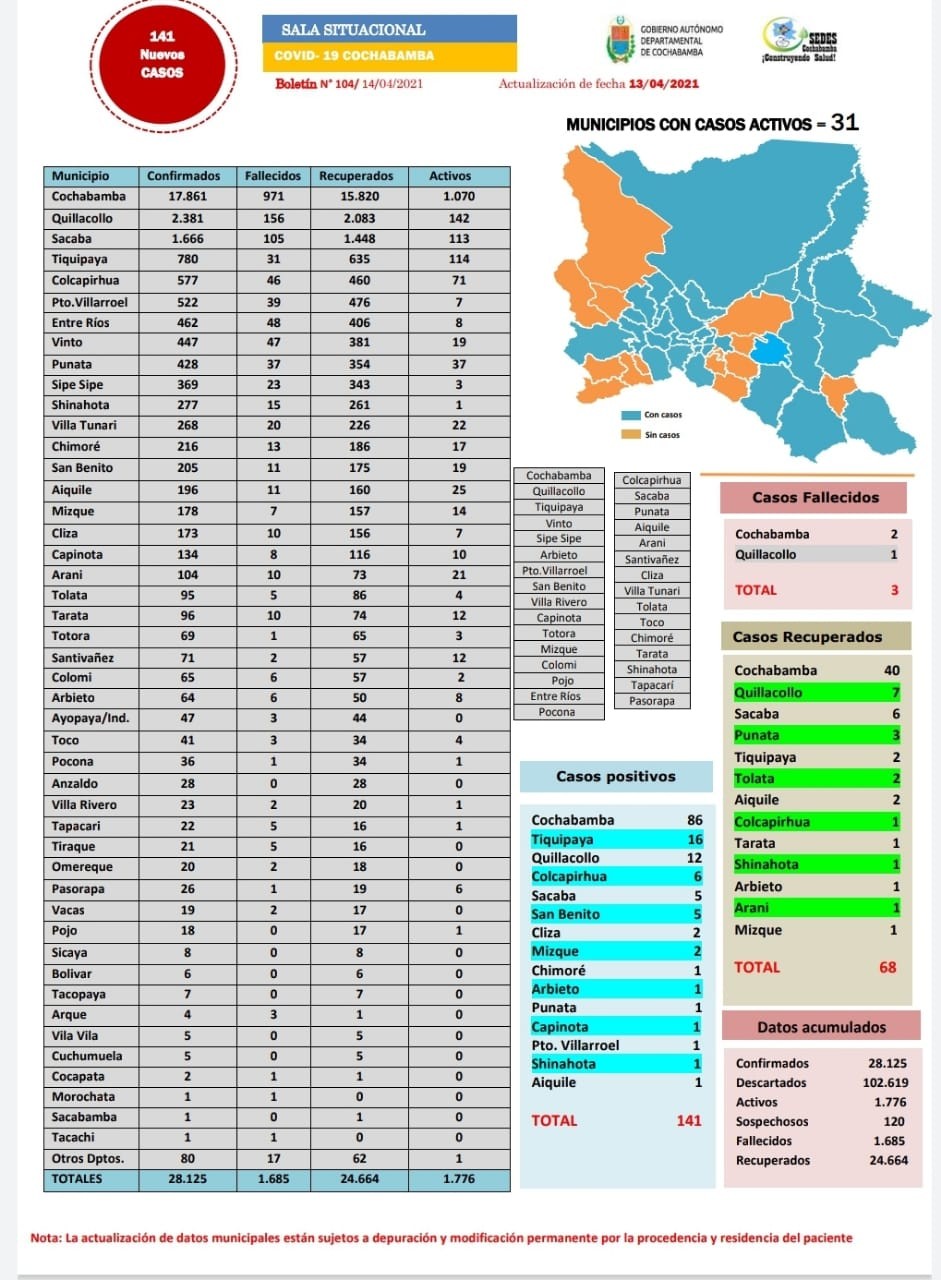 141
Nuevos
CASOS
SALA SITUACIONAL
COVID- 19 COCHABAMBA
Boletín N° 104/ 14/04/2021
Actualización de fecha 13/04/2021
GOBIERNO AUTÓNOMO
DEPARTAMENTAL
DE COCHABAMBA
SEDES
Cochabamba
¡Construyendo Salud!
MUNICIPIOS CON CASOS ACTIVOS = 31
Con casos
Sin casos
Municipio Confirmados Fallecidos Recuperados Activos
Cochabamba 17.861 971 15.820 1.070
Quillacollo 2.381 156 2.083 142
Sacaba 1.666 105 1.448 113
Tiquipaya 780 31 635 114
Colcapirhua 577 46 460 71
Pto.Villarroel 522 39 476 7
Entre Ríos 462 48 406 8
Vinto 447 47 381 19
Punata 428 37 354 37
Sipe Sipe 369 23 343 3
Shinahota 277 15 261 1
Villa Tunari 268 20 226 22
Chimoré 216 13 186 17
San Benito 205 11 175 19
Aiquile 196 11 160 25
Mizque 178 7 157 14
Cliza 173 10 156 7
Capinota 134 8 116 10
Arani 104 10 73 21
Tolata 95 5 86 4
Tarata 96 10 74 12
Totora 69 1 65 3
Santivañez 71 2 57 12
Colomi 65 6 57 2
Arbieto 64 6 50 8
Ayopaya/Ind. 47 3 44 0
Toco 41 3 34 4
Pocona 36 1 34 1
Anzaldo 28 0 28 0
Villa Rivero 23 2 20 1
Tapacari 22 5 16 1
Tiraque 21 5 16 0
Omereque 20 2 18 0
Pasorapa 26 1 19 6
Vacas 19 2 17 0
Pojo 18 0 17 1
Sicaya 8 0 8 0
Bolivar 6 0 6 0
Tacopaya 7 0 7 0
Arque 4 3 1 0
Vila Vila 5 0 5 0
Cuchumuela 5 0 5 0
Cocapata 2 1 1 0
Morochata 1 1 0 0
Sacabamba 1 0 1 0
Tacachi 1 1 0 0
Otros Dptos. 80 17 62 1
TOTALES 28.125 1.685 24.664 1.776
Cochabamba
Quillacollo
Tiquipaya
Vinto
Sipe Sipe
Arbieto
Pto.Villarroel
San Benito
Villa Rivero
Capinota
Totora
Mizque
Colomi
Pojo
Entre Ríos
Pocona
Colcapirhua
Sacaba
Punata
Aiquile
Arani
Santivañez
Cliza
Villa Tunari
Tolata
Toco
Chimoré
Tarata
Shinahota
Tapacarí
Pasorapa
Casos positivos
Cochabamba 86
Tiquipaya 16
Quillacollo 12
Colcapirhua 6
Sacaba 5
San Benito 5
Cliza 2
Mizque 2
Chimoré 1
Arbieto 1
Punata 1
Capinota 1
Pto. Villarroel 1
Shinahota 1
Aiquile 1
TOTAL 141
Casos Fallecidos
Cochabamba 2
Quillacollo 1
TOTAL 3
Casos Recuperados
Cochabamba 40
Quillacollo 7
Sacaba 6
Punata 3
Tiquipaya 2
Tolata 2
Aiquile 2
Colcapirhua 1
Tarata 1
Shinahota 1
Arbieto 1
Arani 1
Mizque 1
TOTAL 68
Datos acumulados
Confirmados 28.125
Descartados 102.619
Activos 1.776
Sospechosos 120
Fallecidos 1.685
Recuperados 24.664
Nota: La actualización de datos municipales están sujetos a depuración y modificación permanente por la procedencia y residencia del paciente